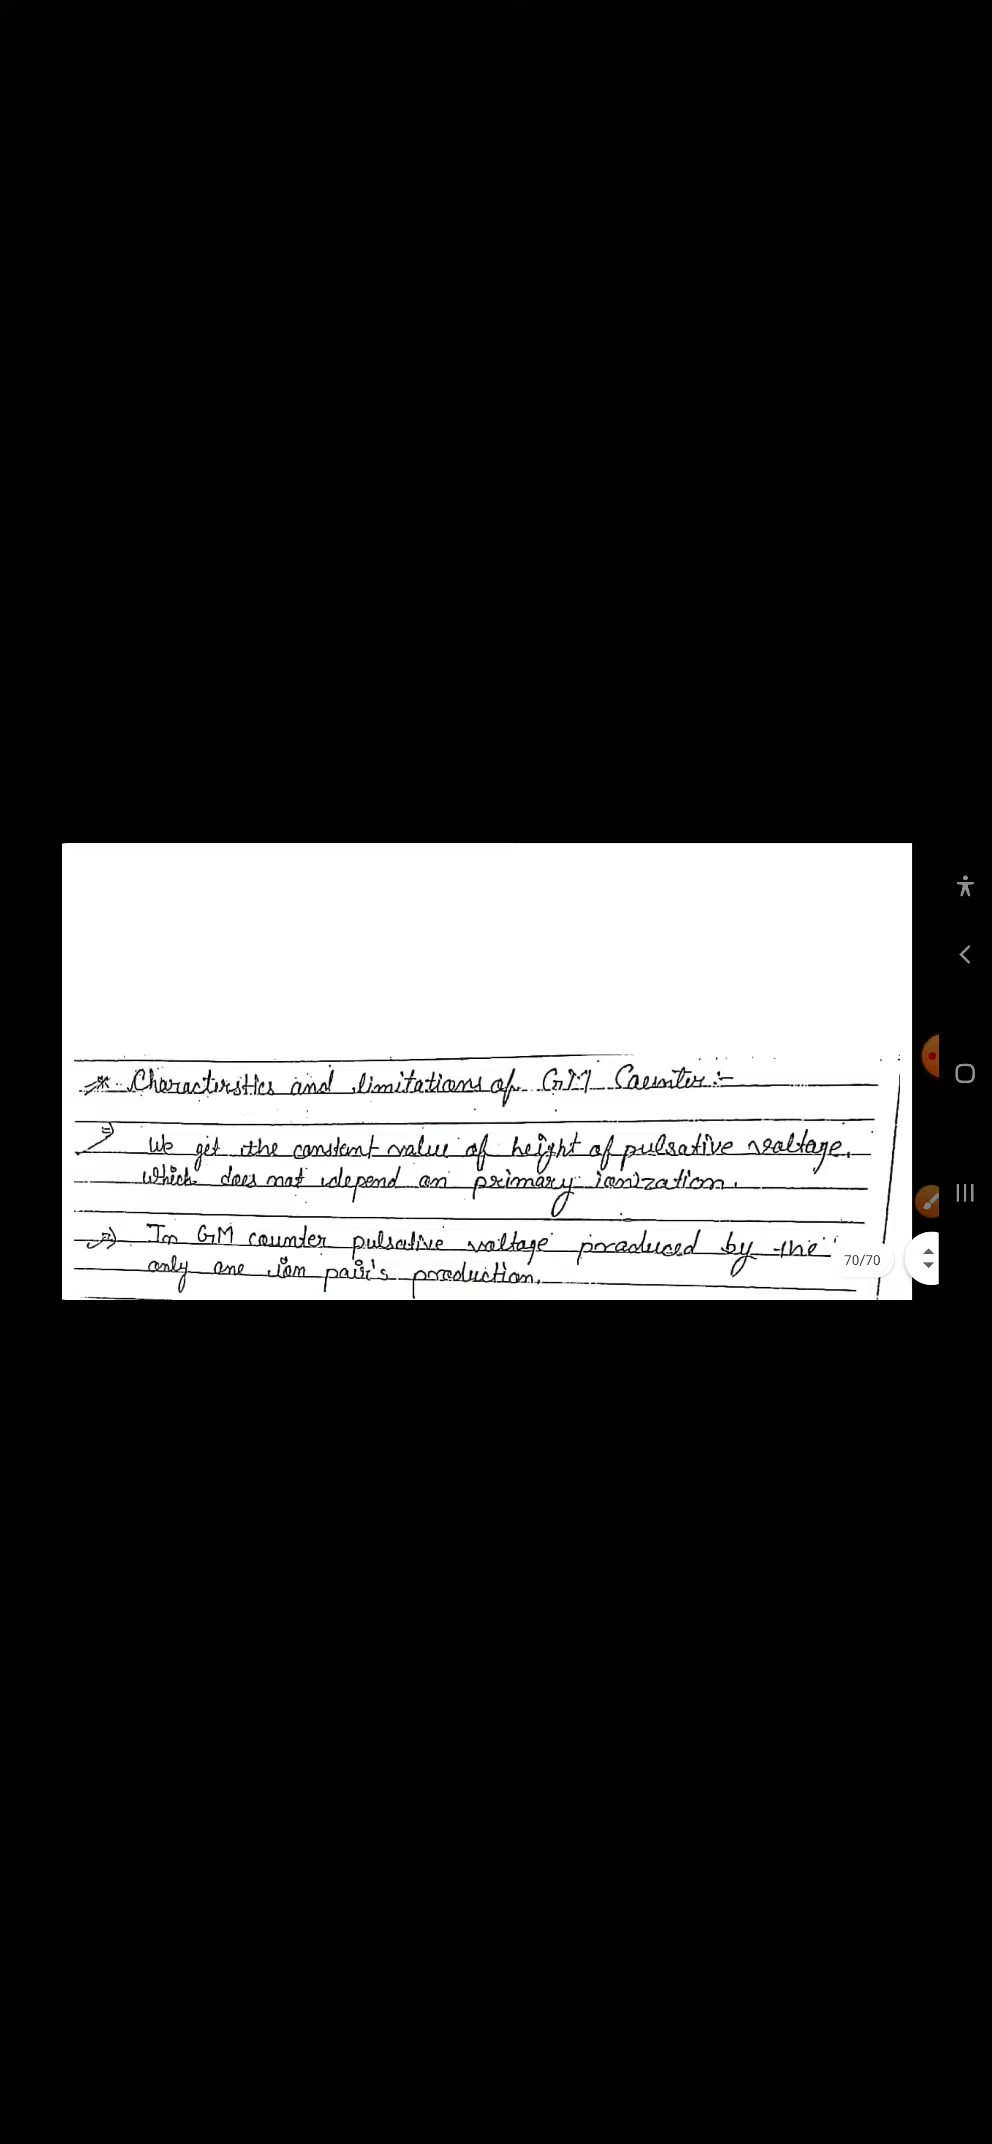 * Characteristics and limitations of GM Counter:-
⇒ We get the constant value of height of pulsative voltage.
which does not depend on primary ionization.
⇒ In GM counter pulsative voltage produced by the
only one ion pair's production.
70/70